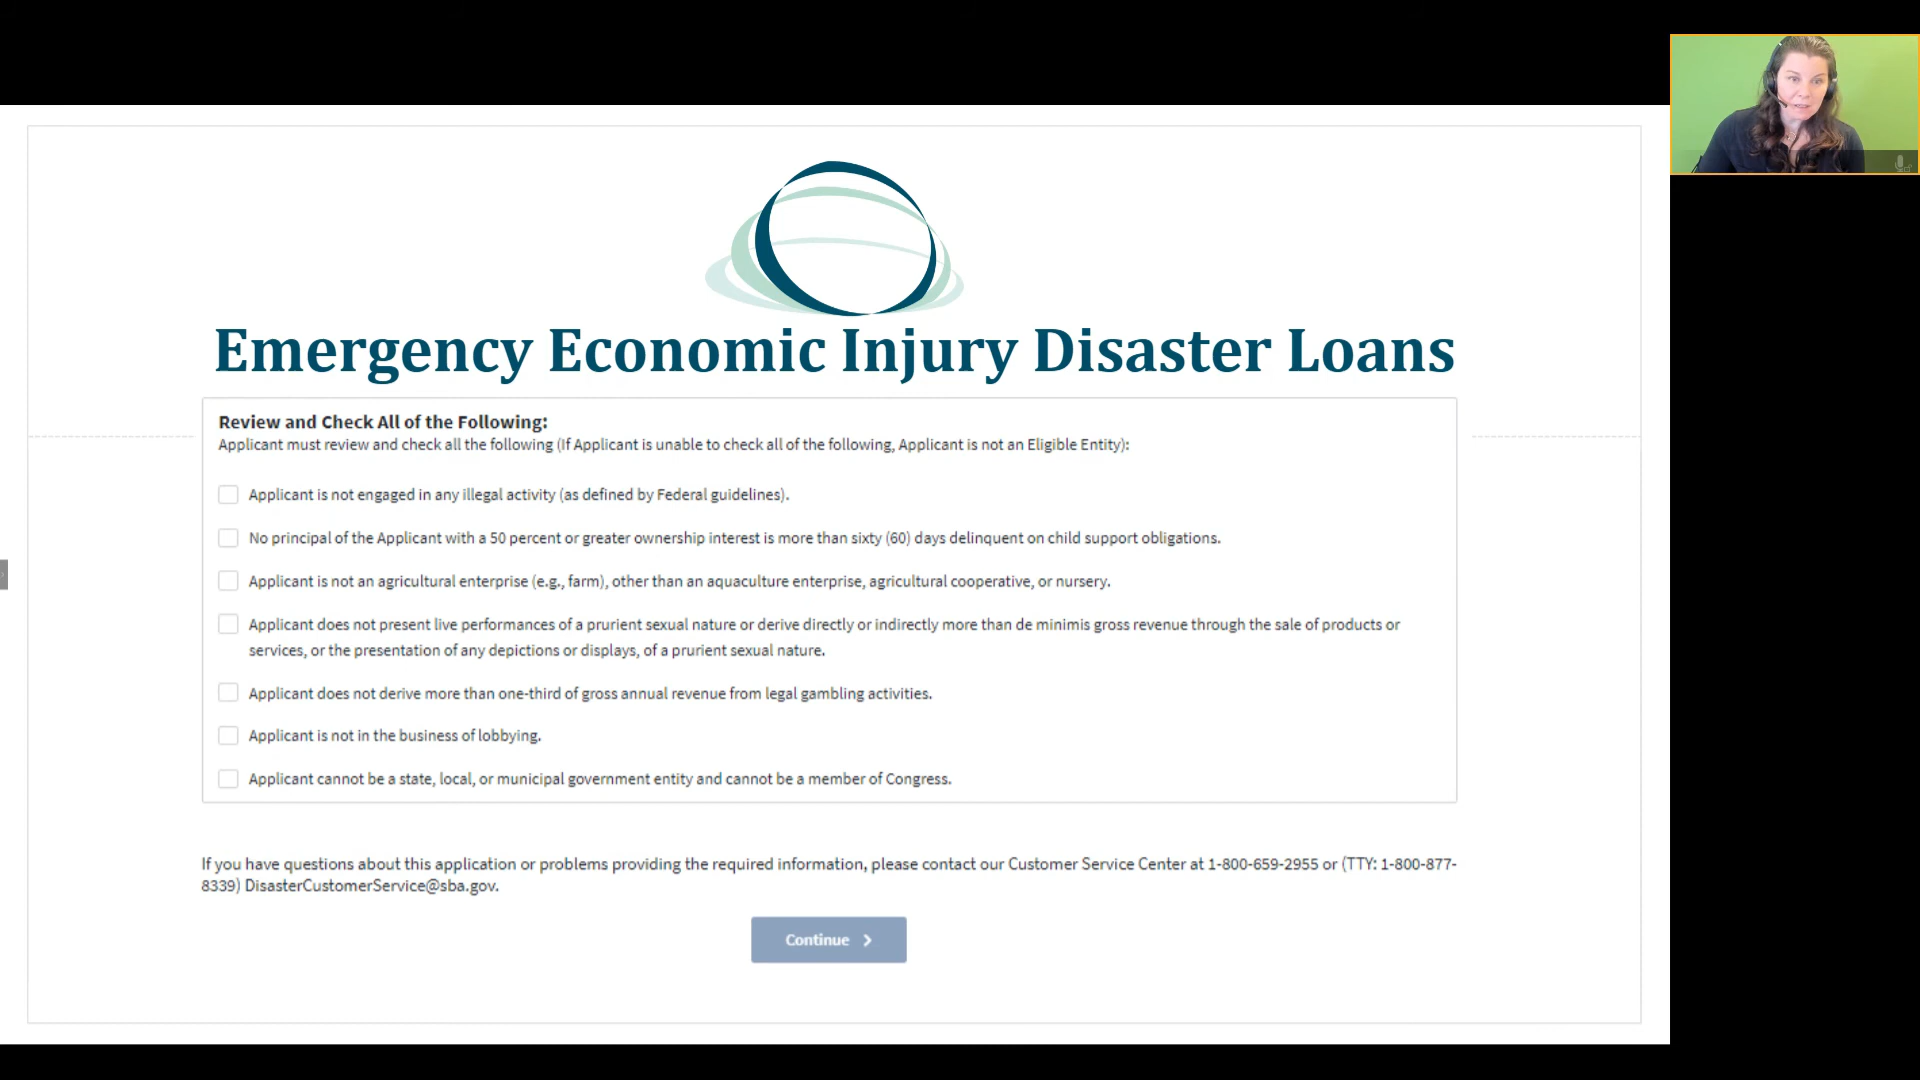 Emergency Economic Injury Disaster Loans
Review and Check All of the Following:
Applicant must review and check all the following (If Applicant is unable to check all of the following, Applicant is not an Eligible Entity):
Applicant is not engaged in any illegal activity (as defined by Federal guidelines).
No principal of the Applicant with a 50 percent or greater ownership interest is more than sixty (60) days delinquent on child support obligations.
Applicant is not an agricultural enterprise (e.g., farm), other than an aquaculture enterprise, agricultural cooperative, or nursery.
Applicant does not present live performances of a prurient sexual nature or derive directly or indirectly more than de minimis gross revenue through the sale of products or
services, or the presentation of any depictions or displays, of a prurient sexual nature.
Applicant does not derive more than one-third of gross annual revenue from legal gambling activities.
Applicant is not in the business of lobbying.
Applicant cannot be a state, local, or municipal government entity and cannot be a member of Congress.
If you have questions about this application or problems providing the required information, please contact our Customer Service Center at 1-800-659-2955 or (TTY: 1-800-877-
8339) DisasterCustomerService@sba.gov.
Continue